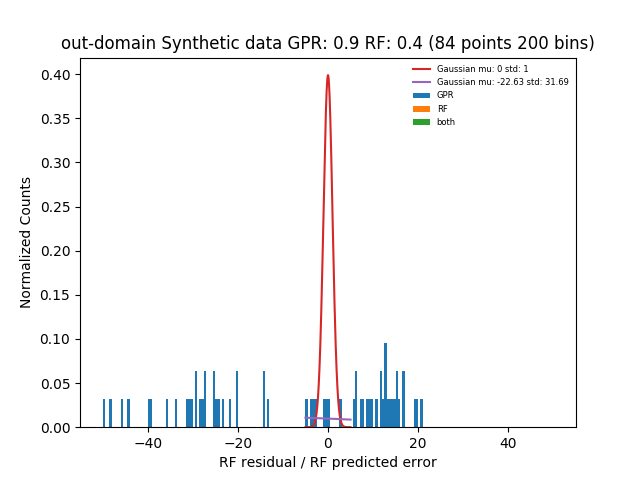 out-domain Synthetic data GPR: 0.9 RF: 0.4 (84 points 200 bins)
Gaussian mu: 0 std: 1
Gaussian mu: -22.63 std: 31.69
GPR
RF
both
Normalized Counts
0.40
0.35
0.30
0.25
0.20
0.15
0.10
0.05
0.00
−40
−20
0
20
40
RF residual / RF predicted error